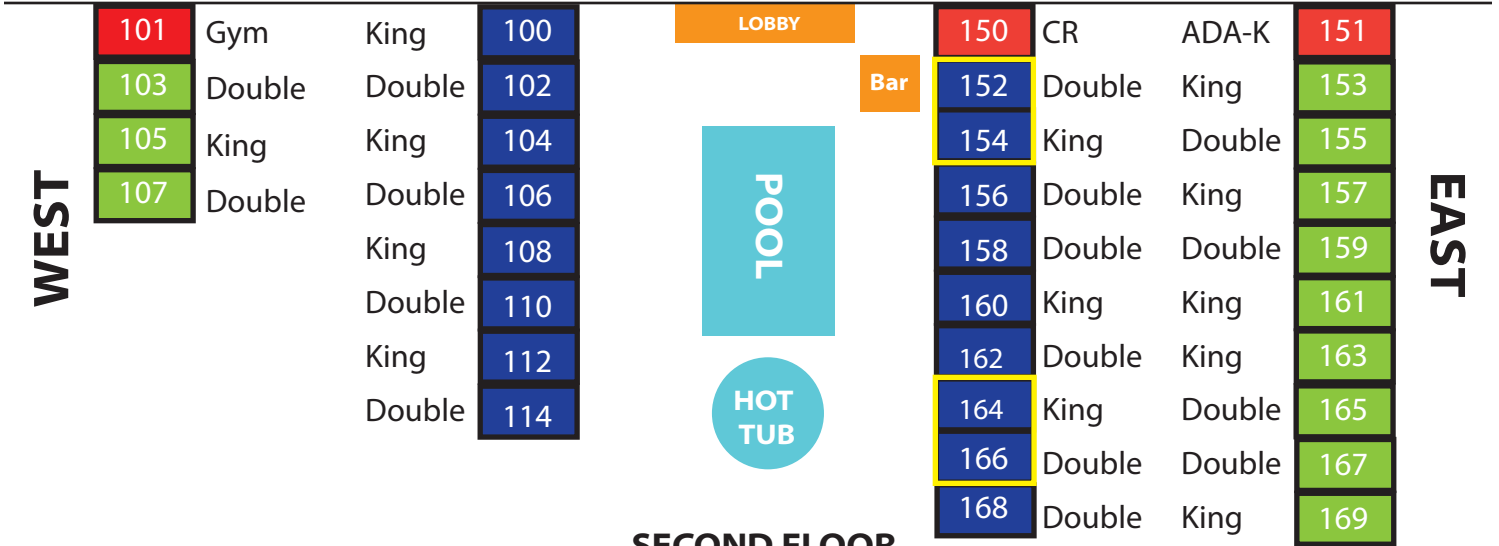 101 Gym King 100 LOBBY 150 CR ADA-K 151
103 Double Double 102 Bar 152 Double King 153
105 King King 104 154 King Double 155
107 Double Double 106 156 Double King 157
King 108 158 Double Double 159
Double 110 160 King King 161
King 112 162 Double King 163
Double 114 164 King Double 165
166 Double Double 167
168 Double King 169
WEST
POOL
HOT
TUB
EAST
SECOND FLOOR